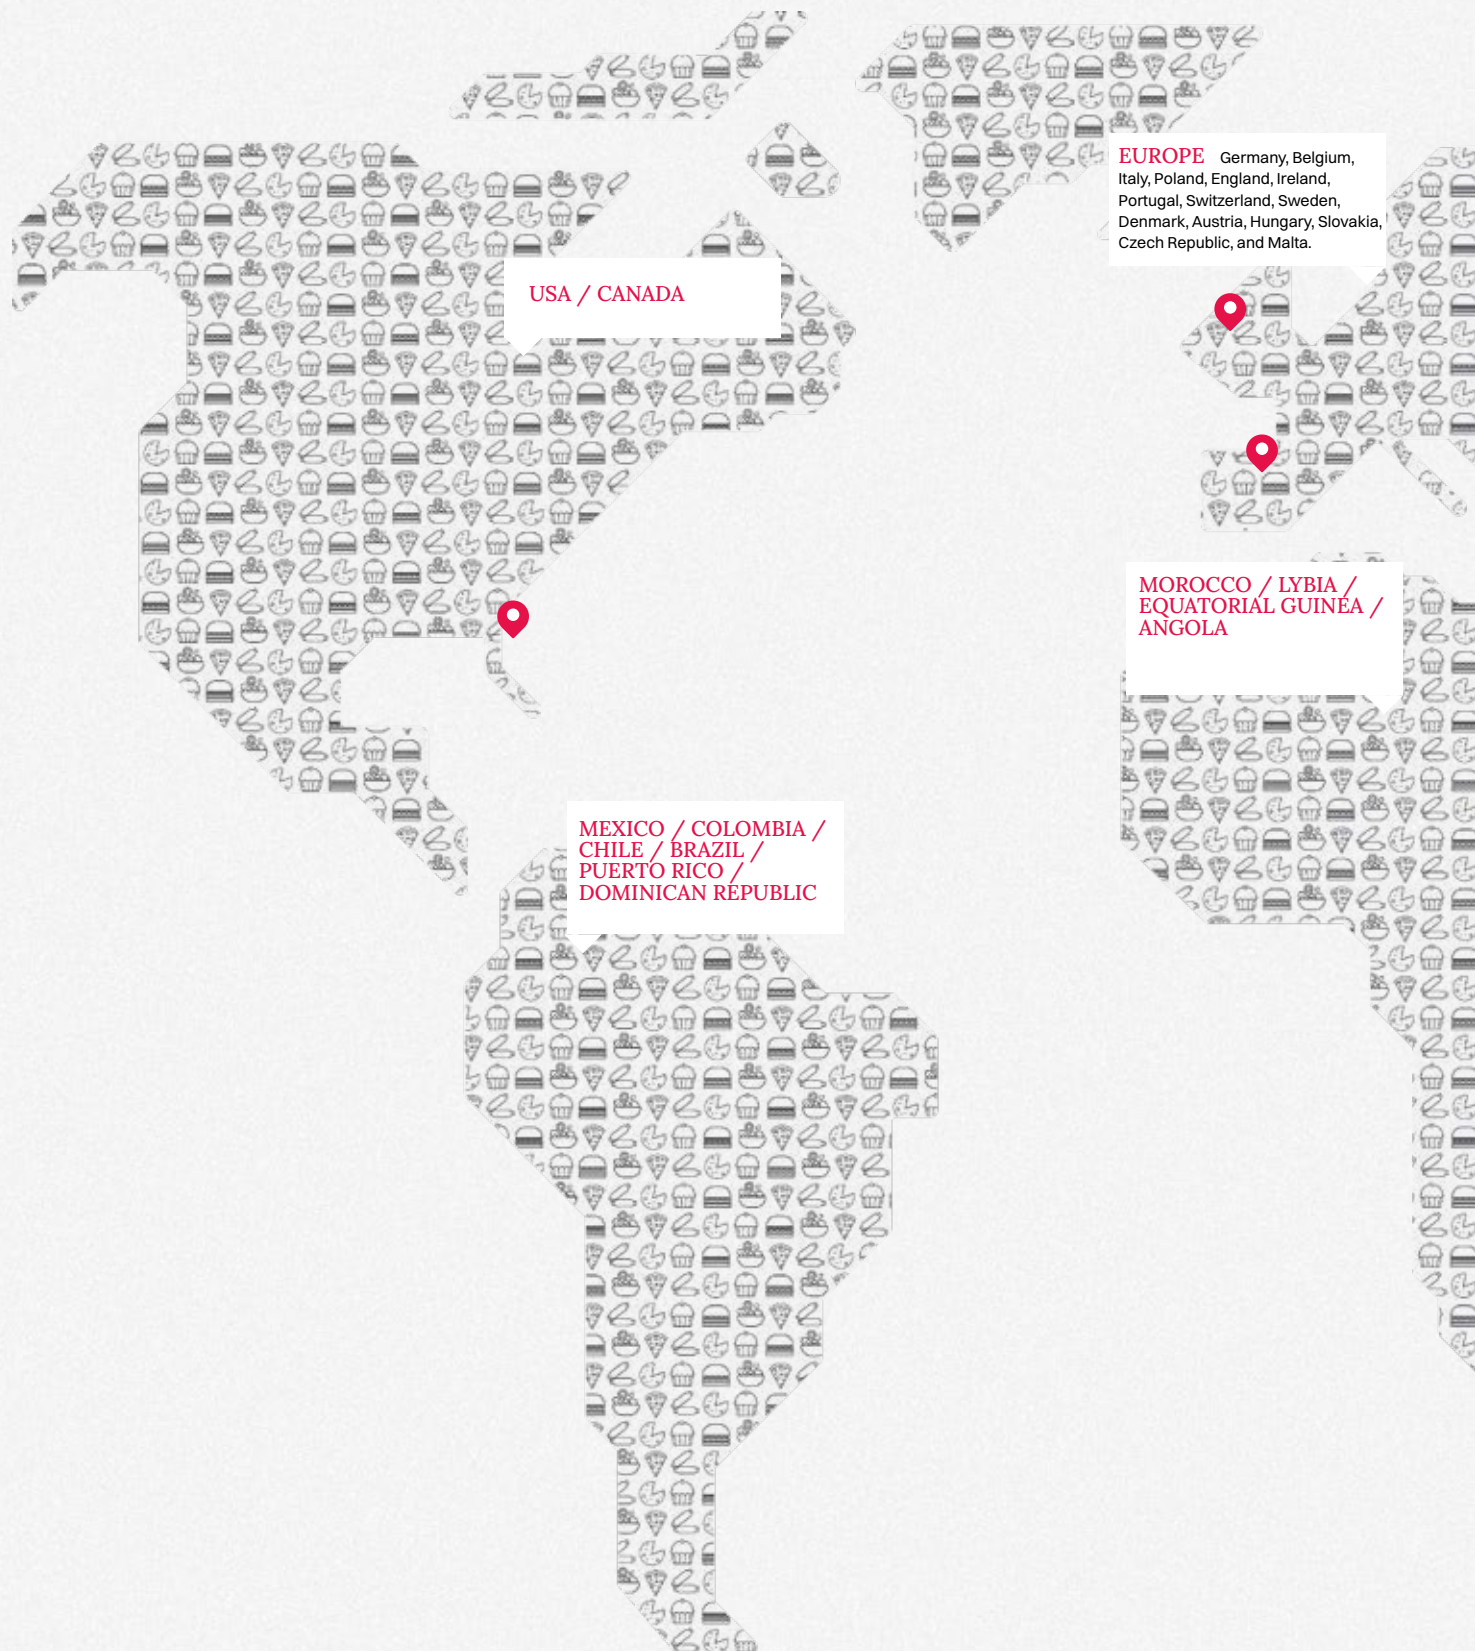 EUROPE Germany, Belgium,
Italy, Poland, England, Ireland,
Portugal, Switzerland, Sweden,
Denmark, Austria, Hungary, Slovakia,
Czech Republic, and Malta.
USA / CANADA
MOROCCO / LYBIA /
EQUATORIAL GUINEA /
ANGOLA
MEXICO / COLOMBIA /
CHILE / BRAZIL /
PUERTO RICO /
DOMINICAN REPUBLIC